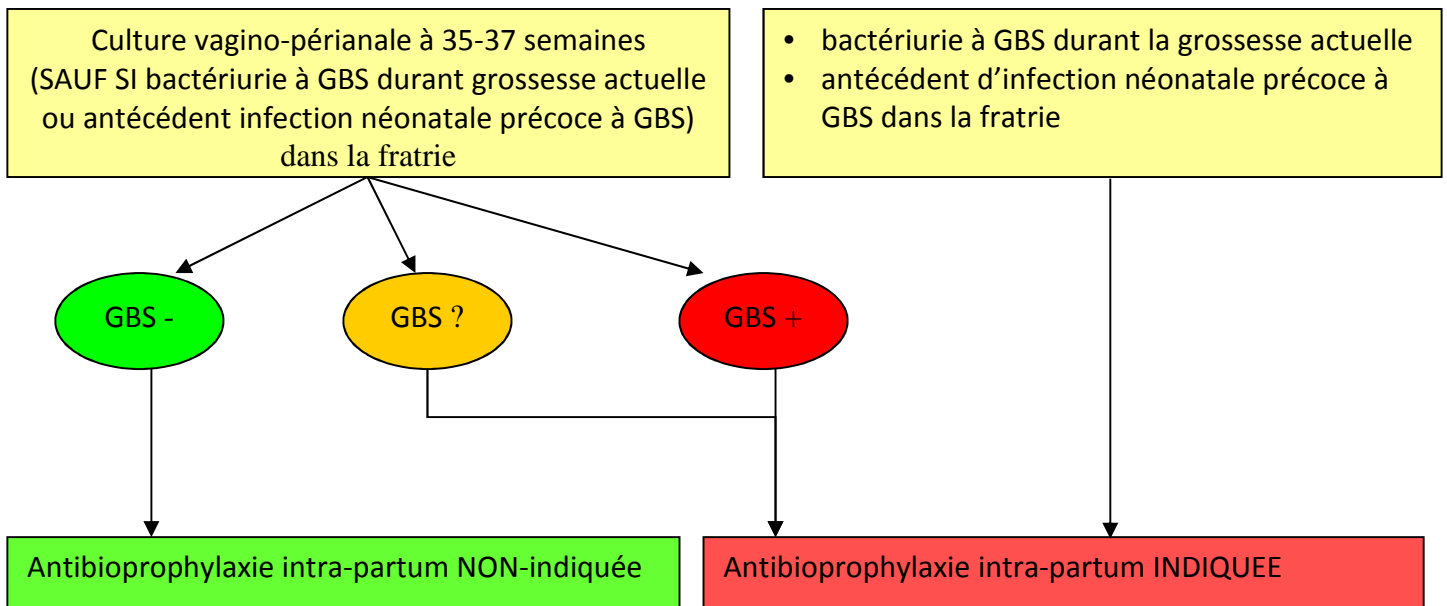 Culture vagino-périanale à 35-37 semaines
(SAUF SI bactériurie à GBS durant grossesse actuelle
ou antécédent infection néonatale précoce à GBS)
dans la fratrie
• bactériurie à GBS durant la grossesse actuelle
• antécédent d’infection néonatale précoce à
GBS dans la fratrie
GBS -
GBS ?
GBS +
Antibioprophylaxie intra-partum NON-indiquée
Antibioprophylaxie intra-partum INDIQUEE